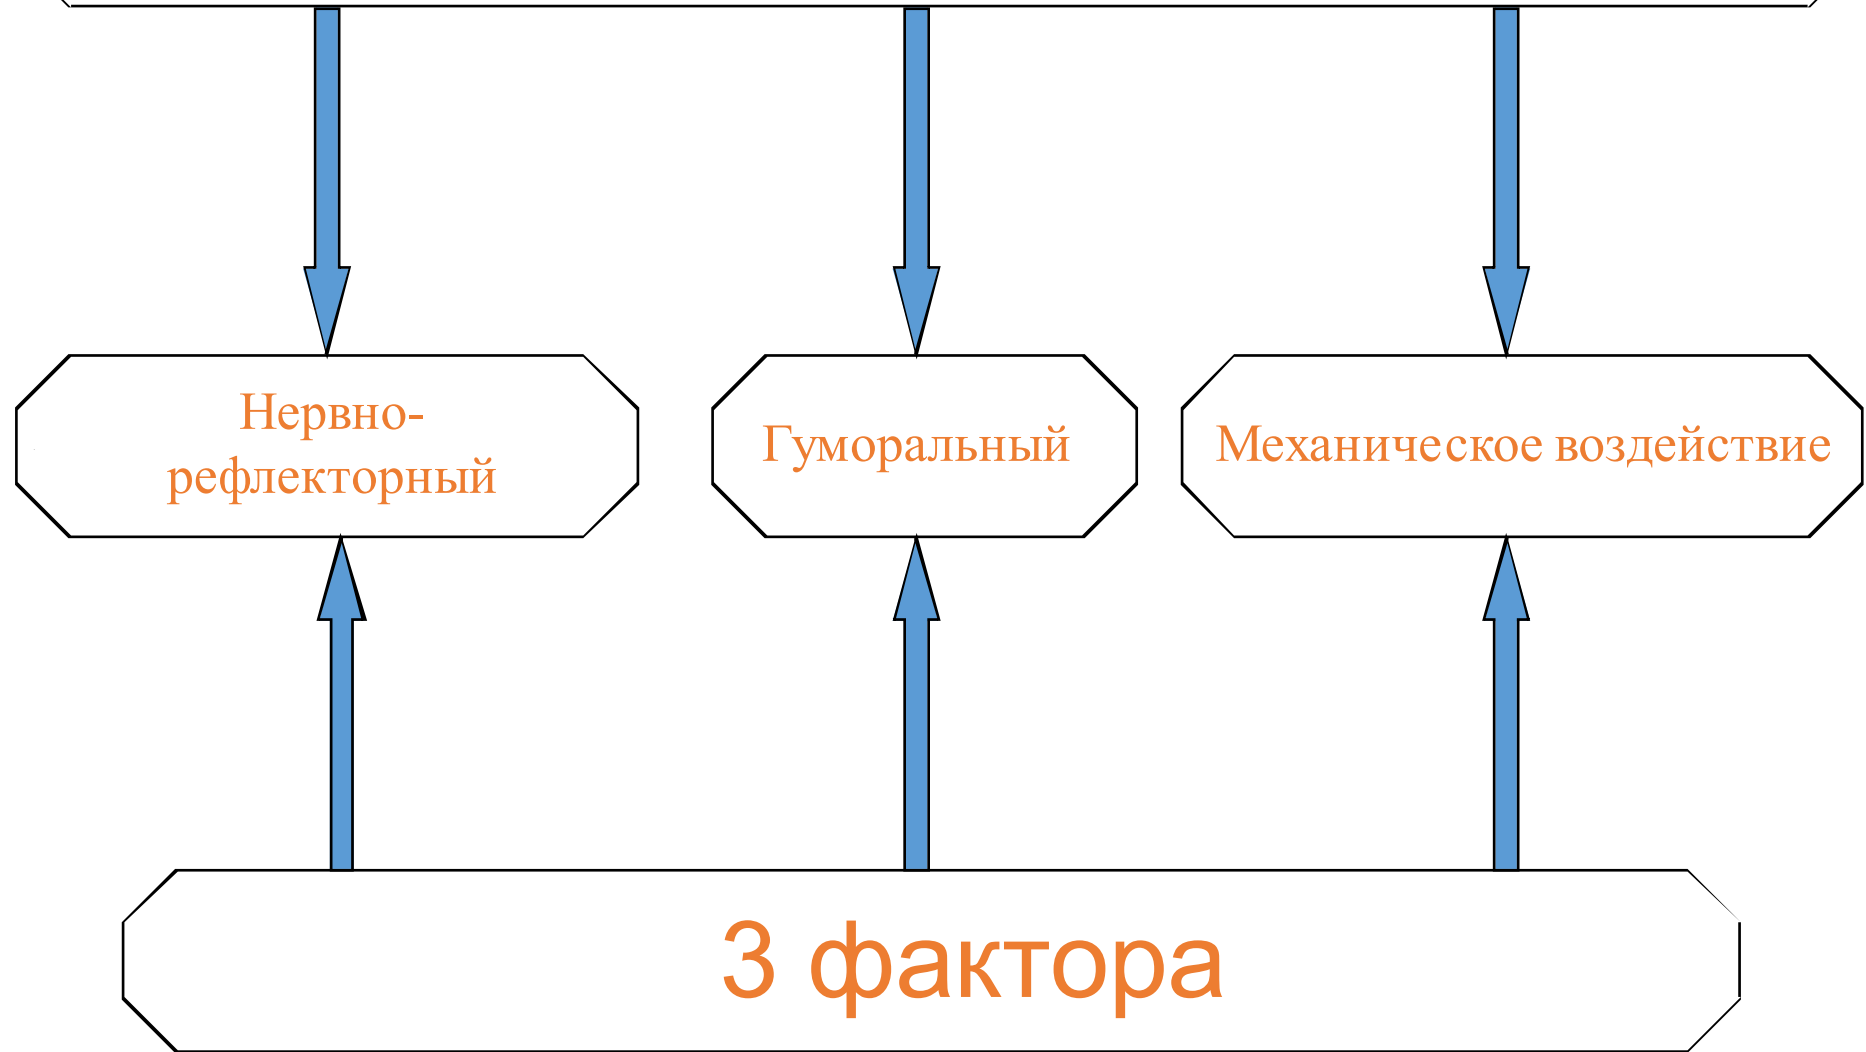 Нервно-
рефлекторный
Гуморальный
Механическое воздействие
3 фактора